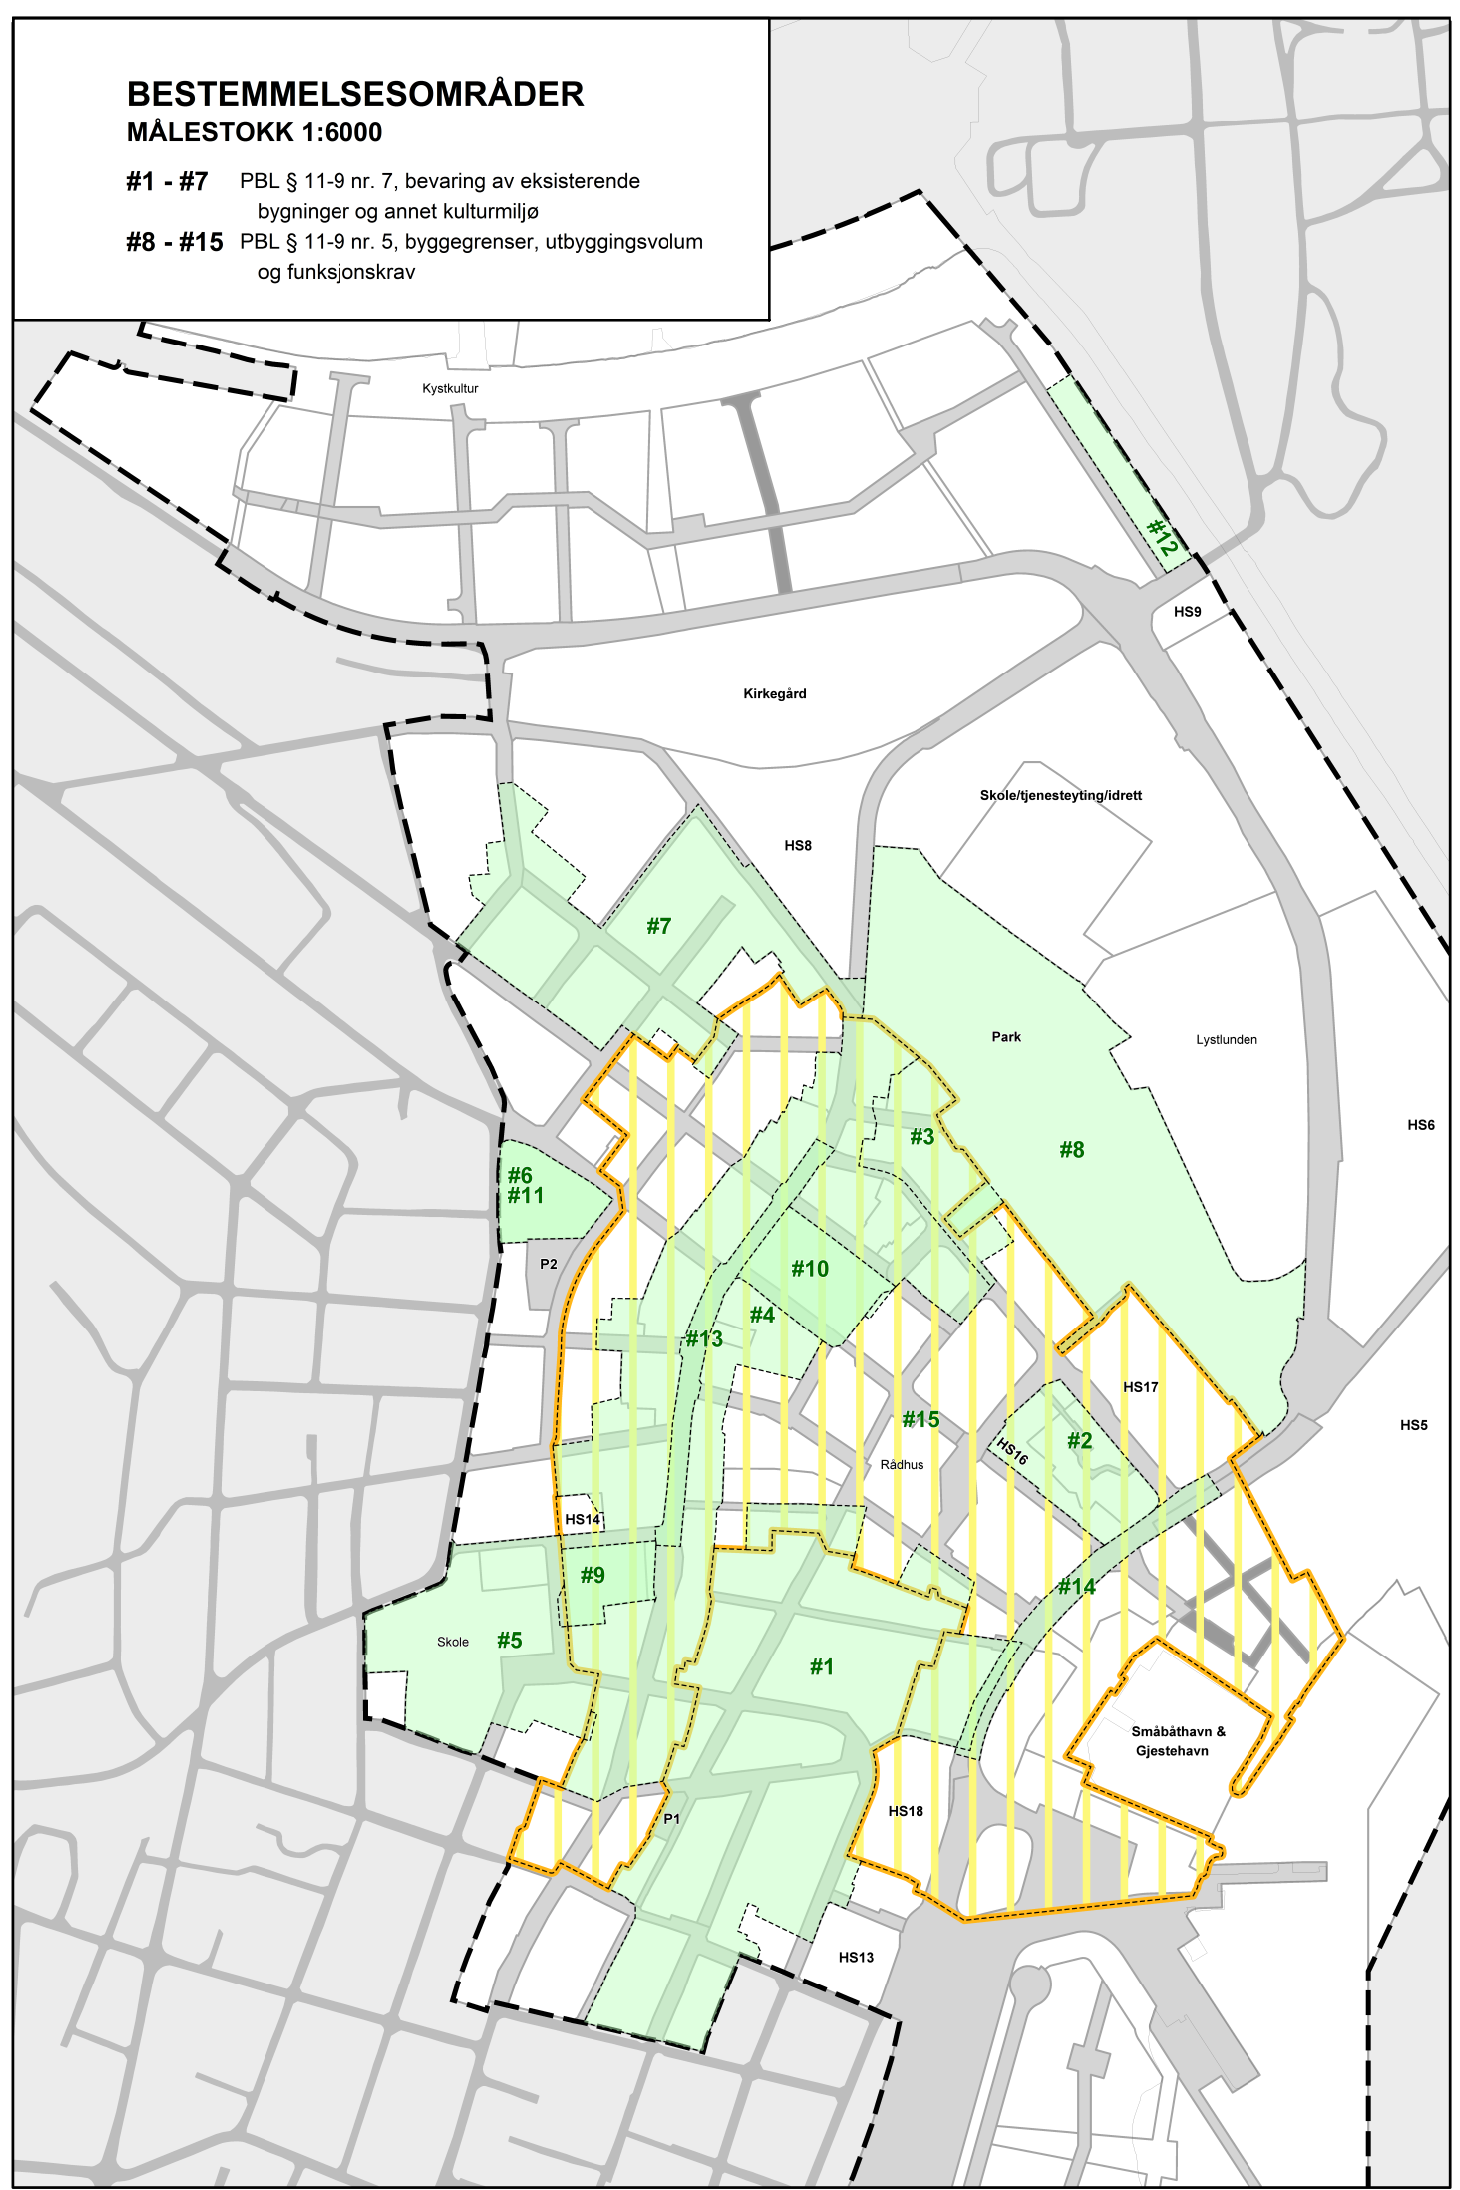 BESTEMMELSESOMRÅDER
MÅLESTOKK 1:6000
#1 - #7 PBL § 11-9 nr. 7, bevaring av eksisterende
bygninger og annet kulturmiljø
#8 - #15 PBL § 11-9 nr. 5, byggegrenser, utbyggingsvolum
og funksjonskrav
Kystkultur
#12
HS9
Kirkegård
Skole/tjenesteyting/idrett
HS8
#7
Park
Lystlunden
HS6
#3
#8
#6
#11
P2
#10
#4
#13
HS17
#15
HS5
#2
HS16
Rådhus
HS14
#9
#14
Skole
#5
#1
Småbåthavn &
Gjestehavn
HS18
P1
HS13